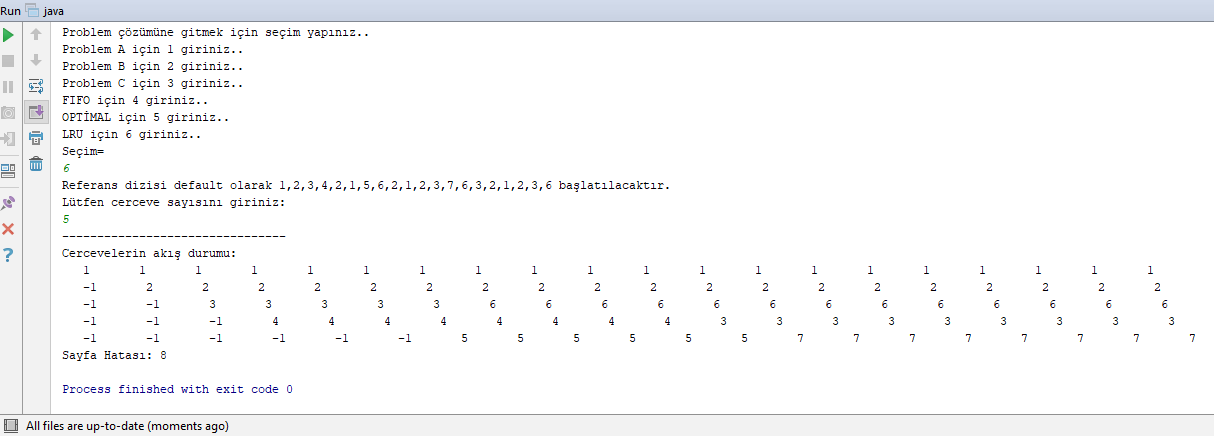 Run java
Problem çözümüne gitmek için seçim yapınız..
Problem A için 1 giriniz..
Problem B için 2 giriniz..
Problem C için 3 giriniz..
FIFO için 4 giriniz..
OPTİMAL için 5 giriniz..
LRU için 6 giriniz..
Seçim=
6
Referans dizisi default olarak 1,2,3,4,2,1,5,6,2,1,2,3,7,6,3,2,1,2,3,6 başlatılacaktır.
Lütfen cerceve sayısını giriniz:
5
--------------------------------
Cercevelerin akış durumu:
1 1 1 1 1 1 1 1 1 1 1 1 1 1 1 1 1 1 1 1
-1 2 2 2 2 2 2 2 2 2 2 2 2 2 2 2 2 2 2 2
-1 -1 3 3 3 3 3 6 6 6 6 6 6 6 6 6 6 6 6 6
-1 -1 -1 4 4 4 4 4 4 4 4 3 3 3 3 3 3 3 3 3
-1 -1 -1 -1 -1 -1 5 5 5 5 5 5 7 7 7 7 7 7 7 7
Sayfa Hatası: 8
Process finished with exit code 0
All files are up-to-date (moments ago)